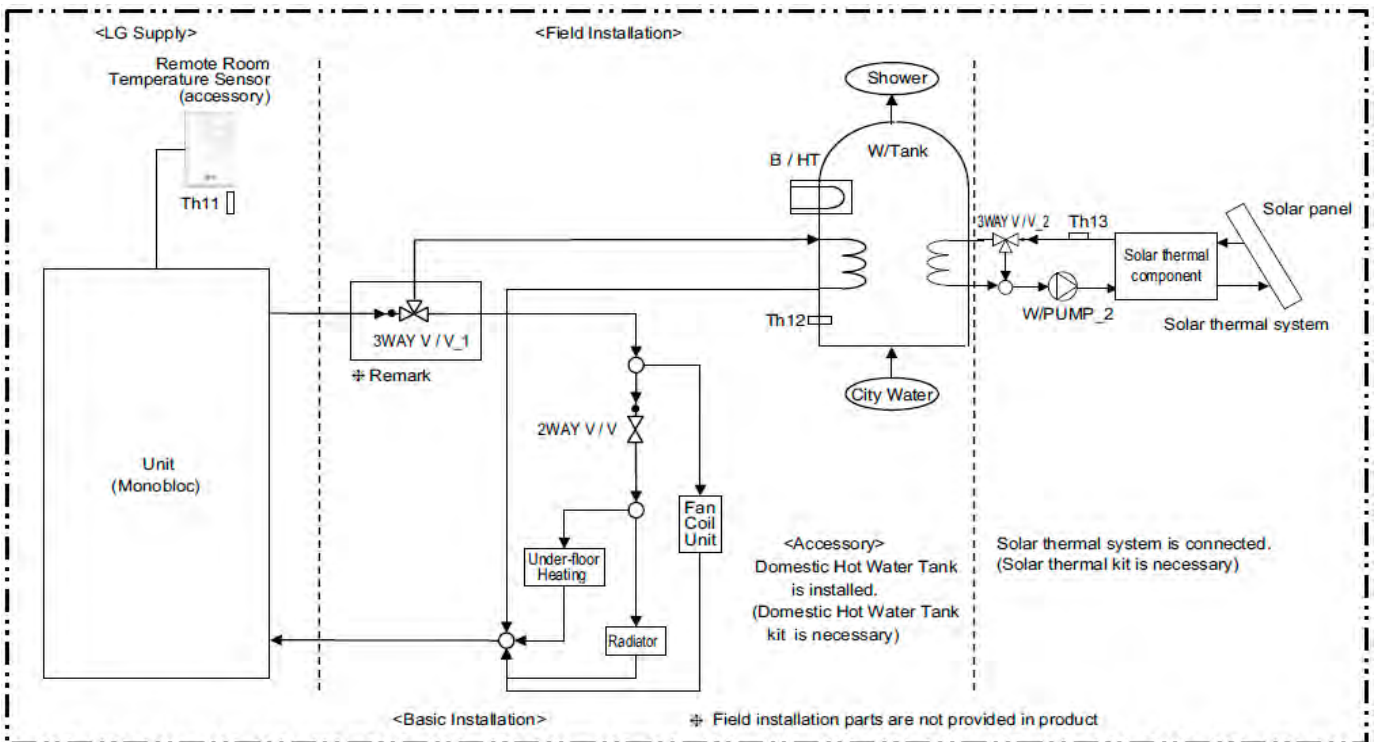 <LG Supply>
<Field Installation>
Remote Room
Temperature Sensor
(accessory)
Th11
Shower
W/Tank
B / HT
3WAY V / V_2
Th13
Solar panel
Solar thermal
component
W/PUMP_2
Solar thermal system
Th12
City Water
3WAY V / V_1
⁜ Remark
2WAY V / V
Unit
(Monobloc)
Fan
Coil
Unit
Under-floor
Heating
Radiator
<Accessory>
Domestic Hot Water Tank
is installed.
(Domestic Hot Water Tank
kit is necessary)
Solar thermal system is connected.
(Solar thermal kit is necessary)
<Basic Installation>
⁜ Field installation parts are not provided in product